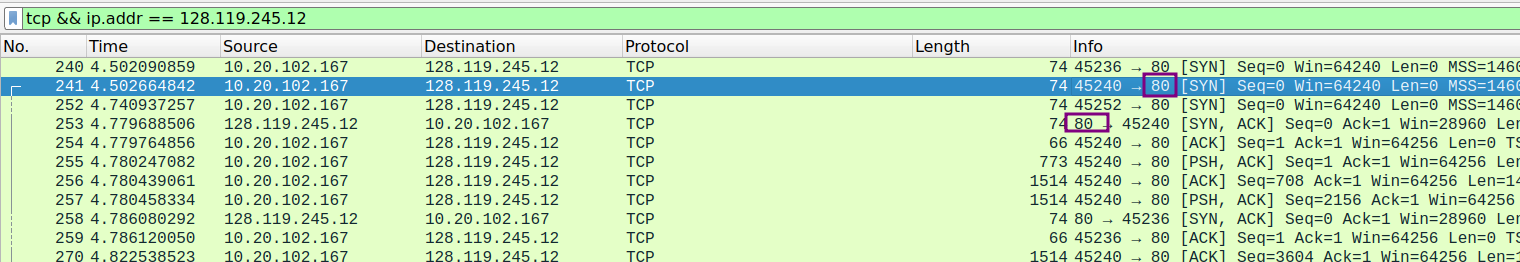 tcp && ip.addr == 128.119.245.12
No. Time Source Destination Protocol Length Info
240 4.502090859 10.20.102.167 128.119.245.12 TCP 74 45236 → 80 [SYN] Seq=0 Win=64240 Len=0 MSS=1460
241 4.502664842 10.20.102.167 128.119.245.12 TCP 74 45240 → 80 [SYN] Seq=0 Win=64240 Len=0 MSS=1460
252 4.740937257 10.20.102.167 128.119.245.12 TCP 74 45252 → 80 [SYN] Seq=0 Win=64240 Len=0 MSS=1460
253 4.779688506 128.119.245.12 10.20.102.167 TCP 74 80 → 45240 [SYN, ACK] Seq=0 Ack=1 Win=28960 Len
254 4.779764856 10.20.102.167 128.119.245.12 TCP 66 45240 → 80 [ACK] Seq=1 Ack=1 Win=64256 Len=0 TS
255 4.780247082 10.20.102.167 128.119.245.12 TCP 773 45240 → 80 [PSH, ACK] Seq=1 Ack=1 Win=64256 Len
256 4.780439061 10.20.102.167 128.119.245.12 TCP 1514 45240 → 80 [ACK] Seq=708 Ack=1 Win=64256 Len=14
257 4.780458334 10.20.102.167 128.119.245.12 TCP 1514 45240 → 80 [PSH, ACK] Seq=2156 Ack=1 Win=64256
258 4.786080292 128.119.245.12 10.20.102.167 TCP 74 80 → 45236 [SYN, ACK] Seq=0 Ack=1 Win=28960 Len
259 4.786120050 10.20.102.167 128.119.245.12 TCP 66 45236 → 80 [ACK] Seq=1 Ack=1 Win=64256 Len=0 TS
270 4.822538523 10.20.102.167 128.119.245.12 TCP 1514 45240 → 80 [ACK] Seq=3604 Ack=1 Win=64256 Len=1